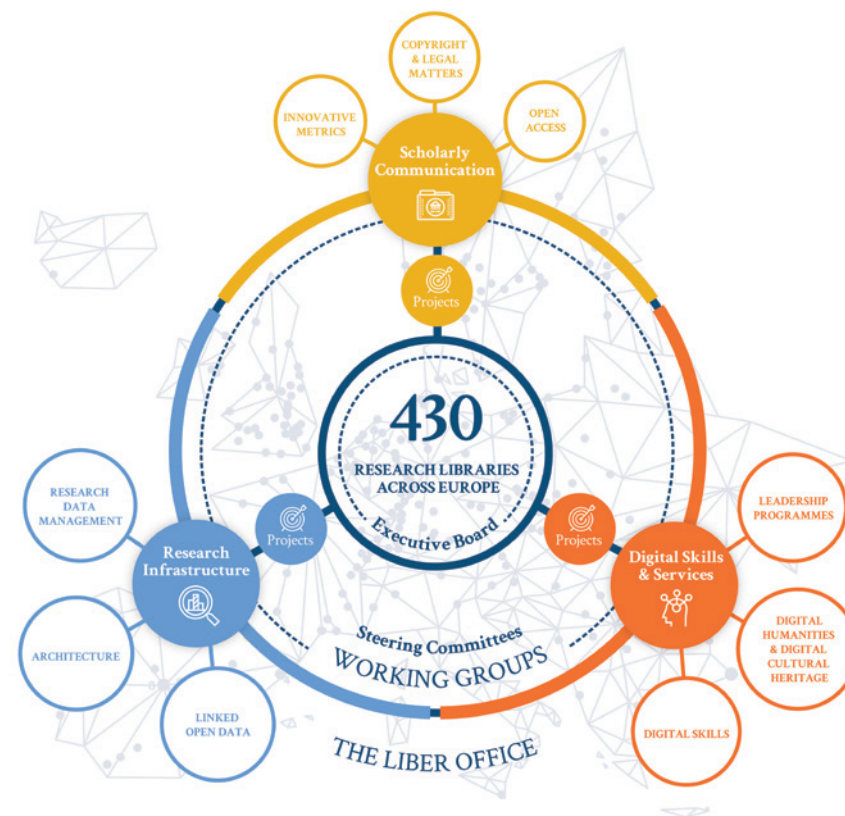 COPYRIGHT
& LEGAL
MATTERS
INNOVATIVE
METRICS
OPEN
ACCESS
Scholarly
Communication
Projects
430
RESEARCH LIBRARIES
ACROSS EUROPE
Executive Board
RESEARCH
DATA
MANAGEMENT
Projects
Research
Infrastructure
ARCHITECTURE
LINKED
OPEN DATA
Projects
Digital Skills
& Services
LEADERSHIP
PROGRAMMES
DIGITAL
HUMANITIES
& DIGITAL
CULTURAL
HERITAGE
DIGITAL SKILLS
Steering Committees
WORKING GROUPS
THE LIBER OFFICE